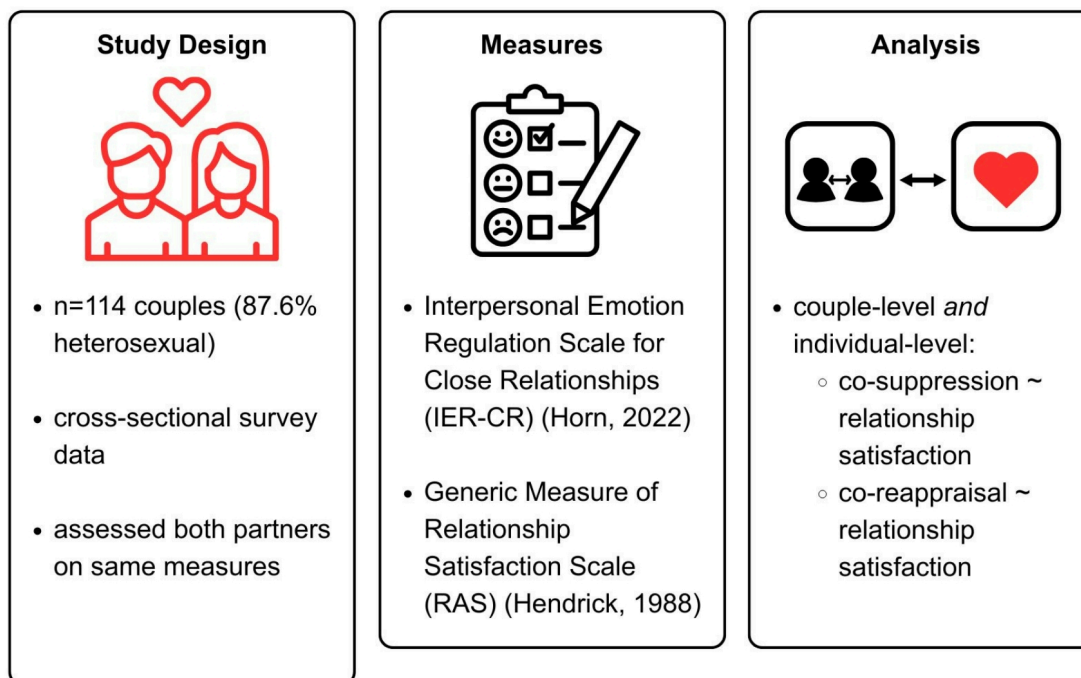 Study Design
• n=114 couples (87.6%
heterosexual)
• cross-sectional survey
data
• assessed both partners
on same measures
Measures
• Interpersonal Emotion
Regulation Scale for
Close Relationships
(IER-CR) (Horn, 2022)
• Generic Measure of
Relationship
Satisfaction Scale
(RAS) (Hendrick, 1988)
Analysis
• couple-level and
individual-level:
○ co-suppression ~
relationship
satisfaction
○ co-reappraisal ~
relationship
satisfaction